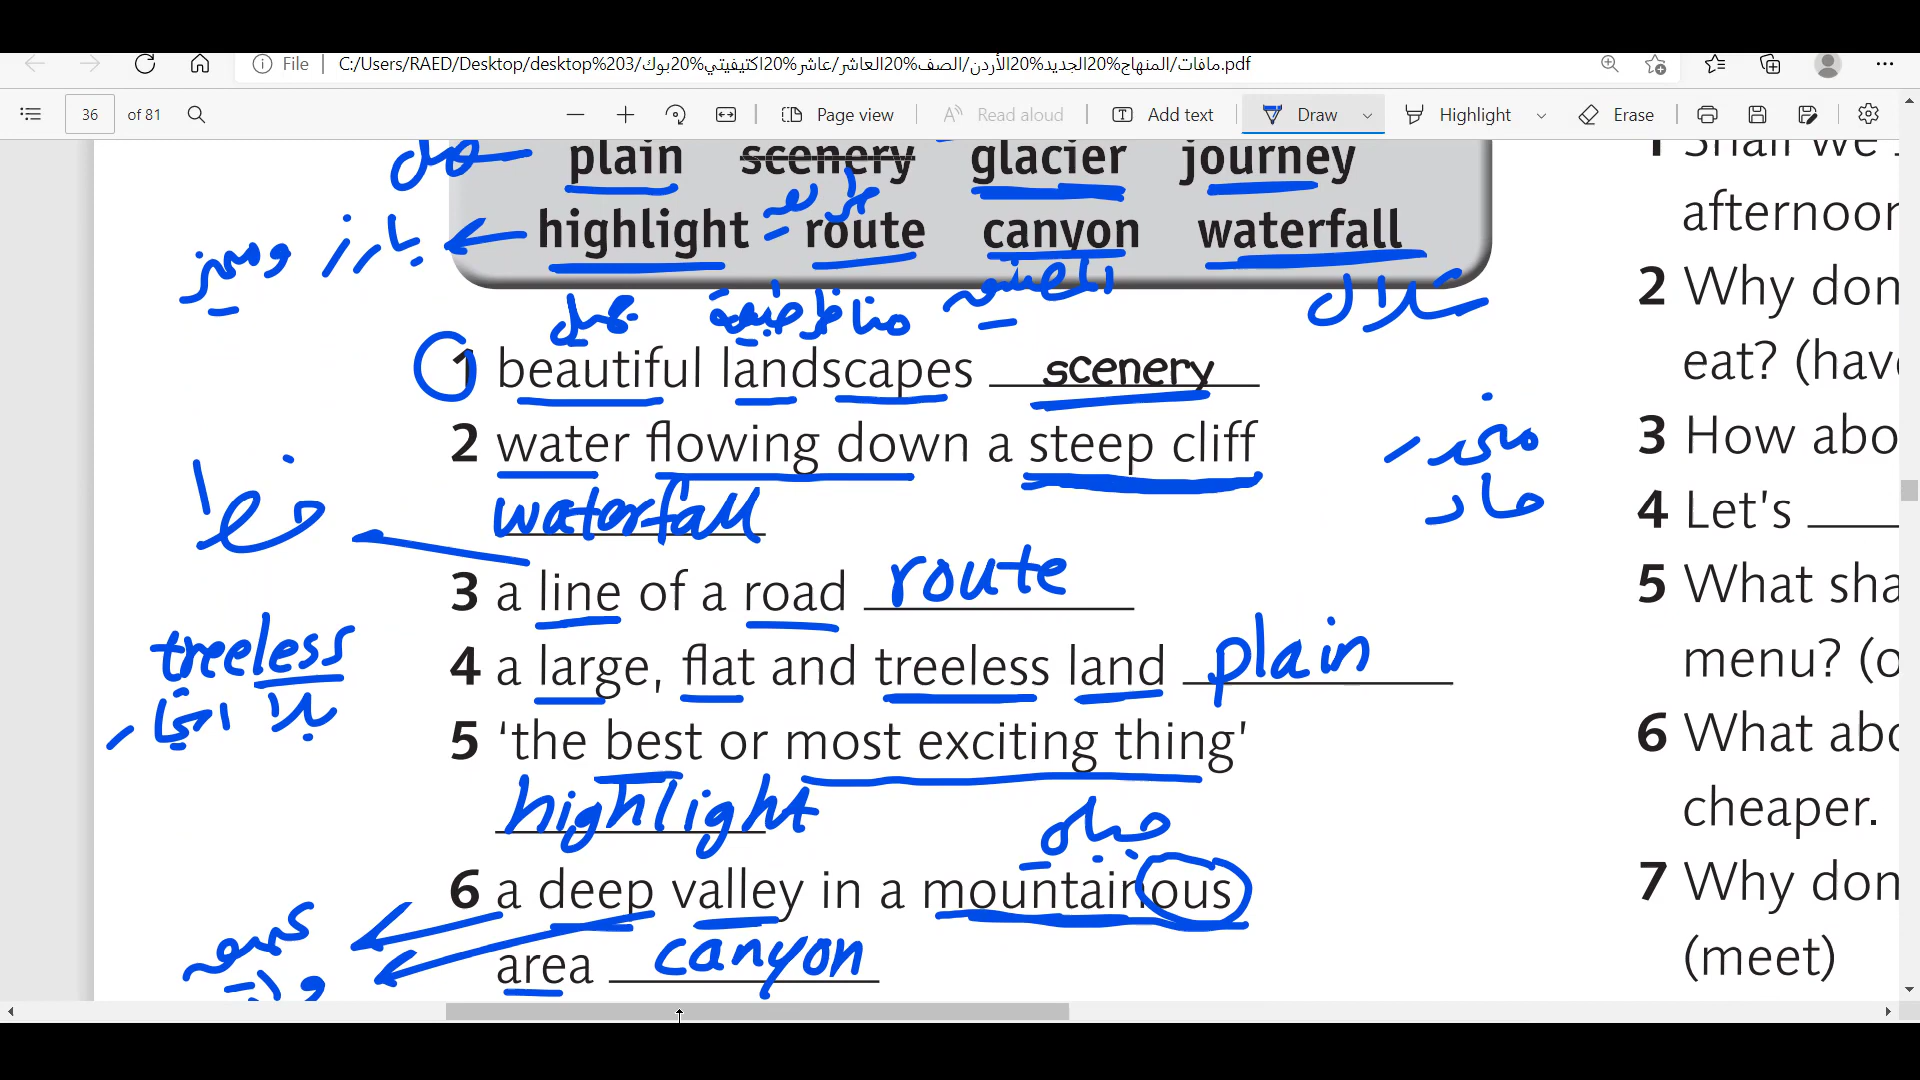 File C:/Users/RAED/Desktop/desktop%203/مافات/المنهاج%20الجديد%20الأردن/الصف%20العاشر/عاشر%20اكتيفيتي%20بوك.pdf
36 of 81 Page view Read aloud Add text Draw Highlight Erase
plain scenery glacier journey
highlight route canyon waterfall
بارز ومميز
طريق
شلال
جميل مناظر طبيعية
1 beautiful landscapes scenery
2 water flowing down a steep cliff
منحدر
حاد
waterfall
3 a line of a road route
treeless
بلا اشجار
4 a large, flat and treeless land plain
5 ‘the best or most exciting thing’
highlight
6 a deep valley in a mountainous
area canyon
afternoon
2 Why don
eat? (hav
3 How abo
4 Let's
5 What sha
menu? (o
6 What abo
cheaper.
7 Why don
(meet)